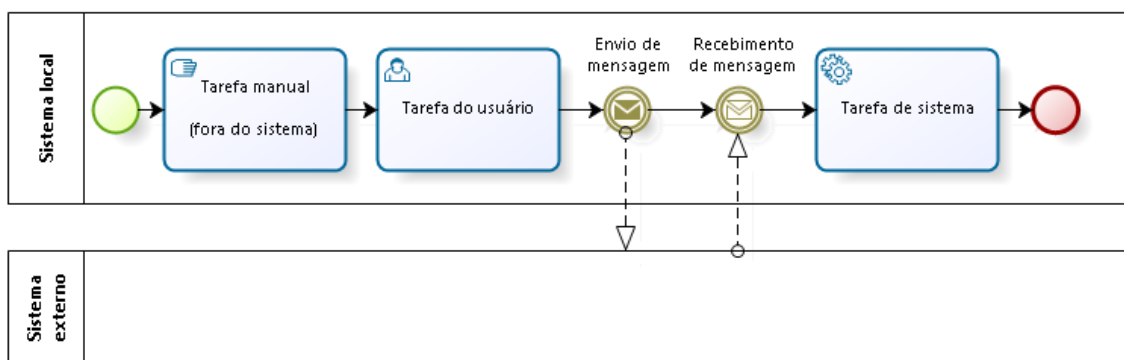 Sistema local
Tarefa manual
(fora do sistema)
Tarefa do usuário
Envio de
mensagem
Recebimento
de mensagem
Tarefa de sistema
Sistema
externo